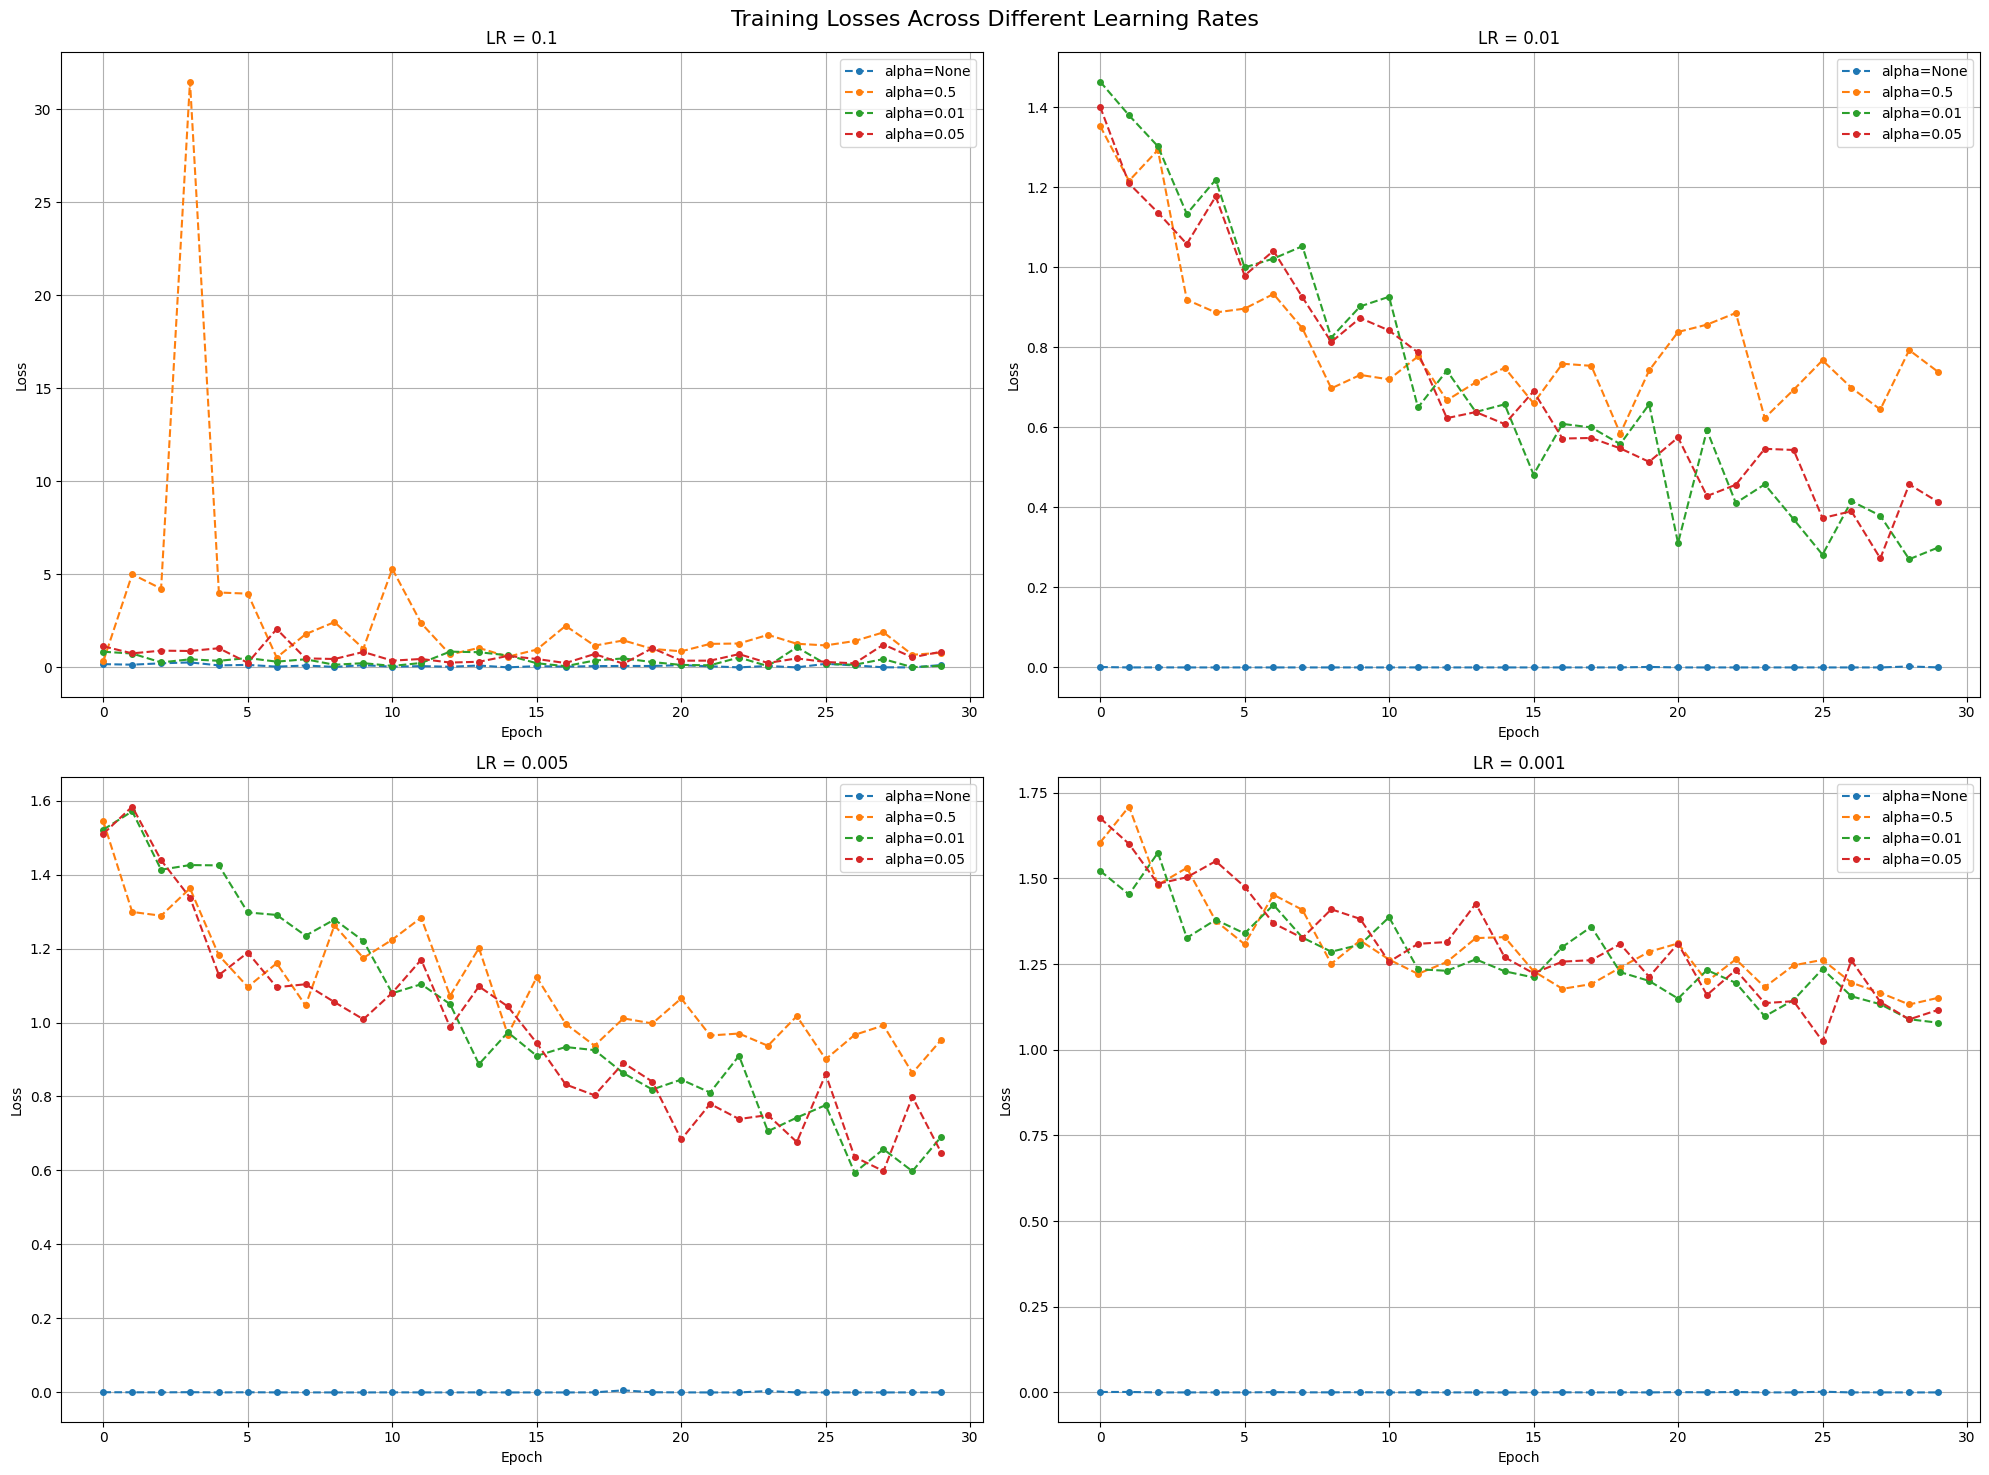 Training Losses Across Different Learning Rates
LR = 0.1
30
25
20
15
10
5
0
Loss
0 5 10 15 20 25 30
Epoch
alpha=None
alpha=0.5
alpha=0.01
alpha=0.05
LR = 0.01
1.4
1.2
1.0
0.8
0.6
0.4
0.2
0.0
Loss
0 5 10 15 20 25 30
Epoch
alpha=None
alpha=0.5
alpha=0.01
alpha=0.05
LR = 0.005
1.6
1.4
1.2
1.0
0.8
0.6
0.4
0.2
0.0
Loss
0 5 10 15 20 25 30
Epoch
alpha=None
alpha=0.5
alpha=0.01
alpha=0.05
LR = 0.001
1.75
1.50
1.25
1.00
0.75
0.50
0.25
0.00
Loss
0 5 10 15 20 25 30
Epoch
alpha=None
alpha=0.5
alpha=0.01
alpha=0.05